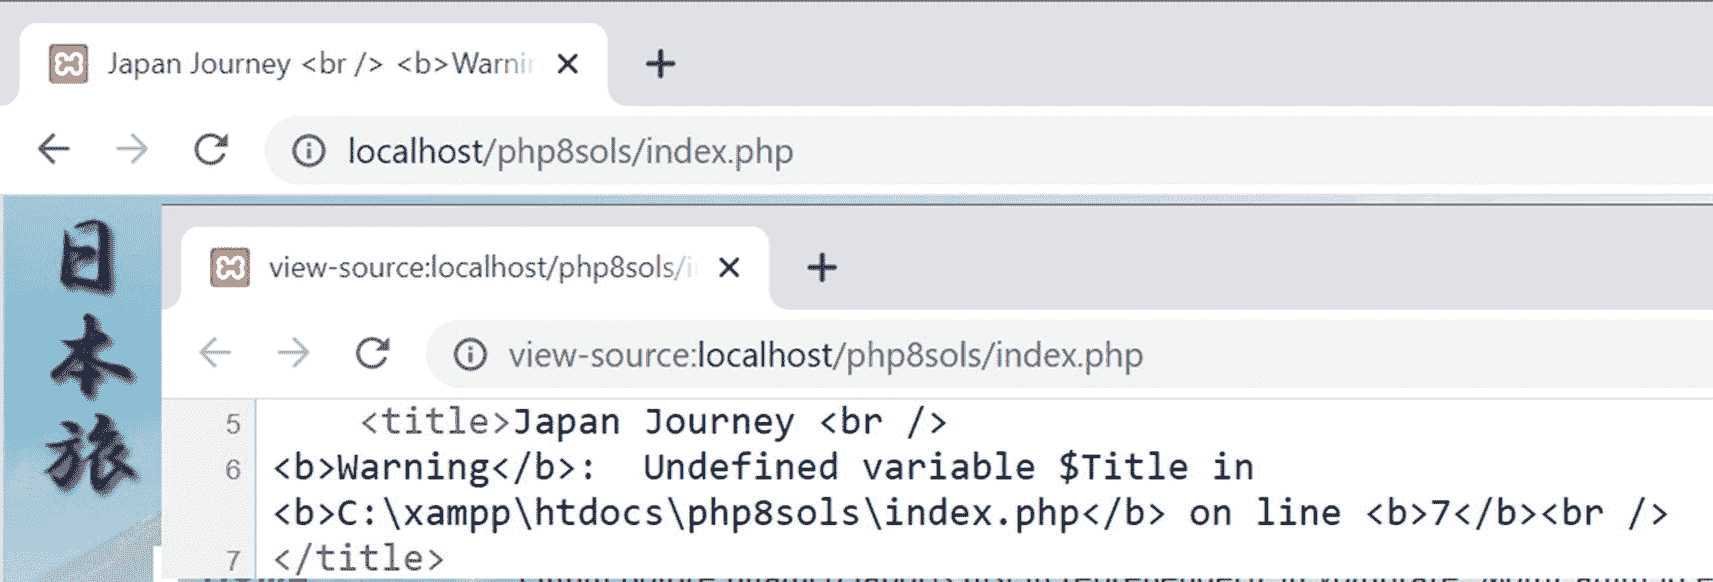 Japan Journey <br /> <b>Warnin
localhost/php8sols/index.php
日
本
旅
view-source:localhost/php8sols/i
view-source:localhost/php8sols/index.php
5 <title>Japan Journey <br />
6 <b>Warning</b>:  Undefined variable $Title in
<b>C:\xampp\htdocs\php8sols\index.php</b> on line <b>7</b><br />
7 </title>